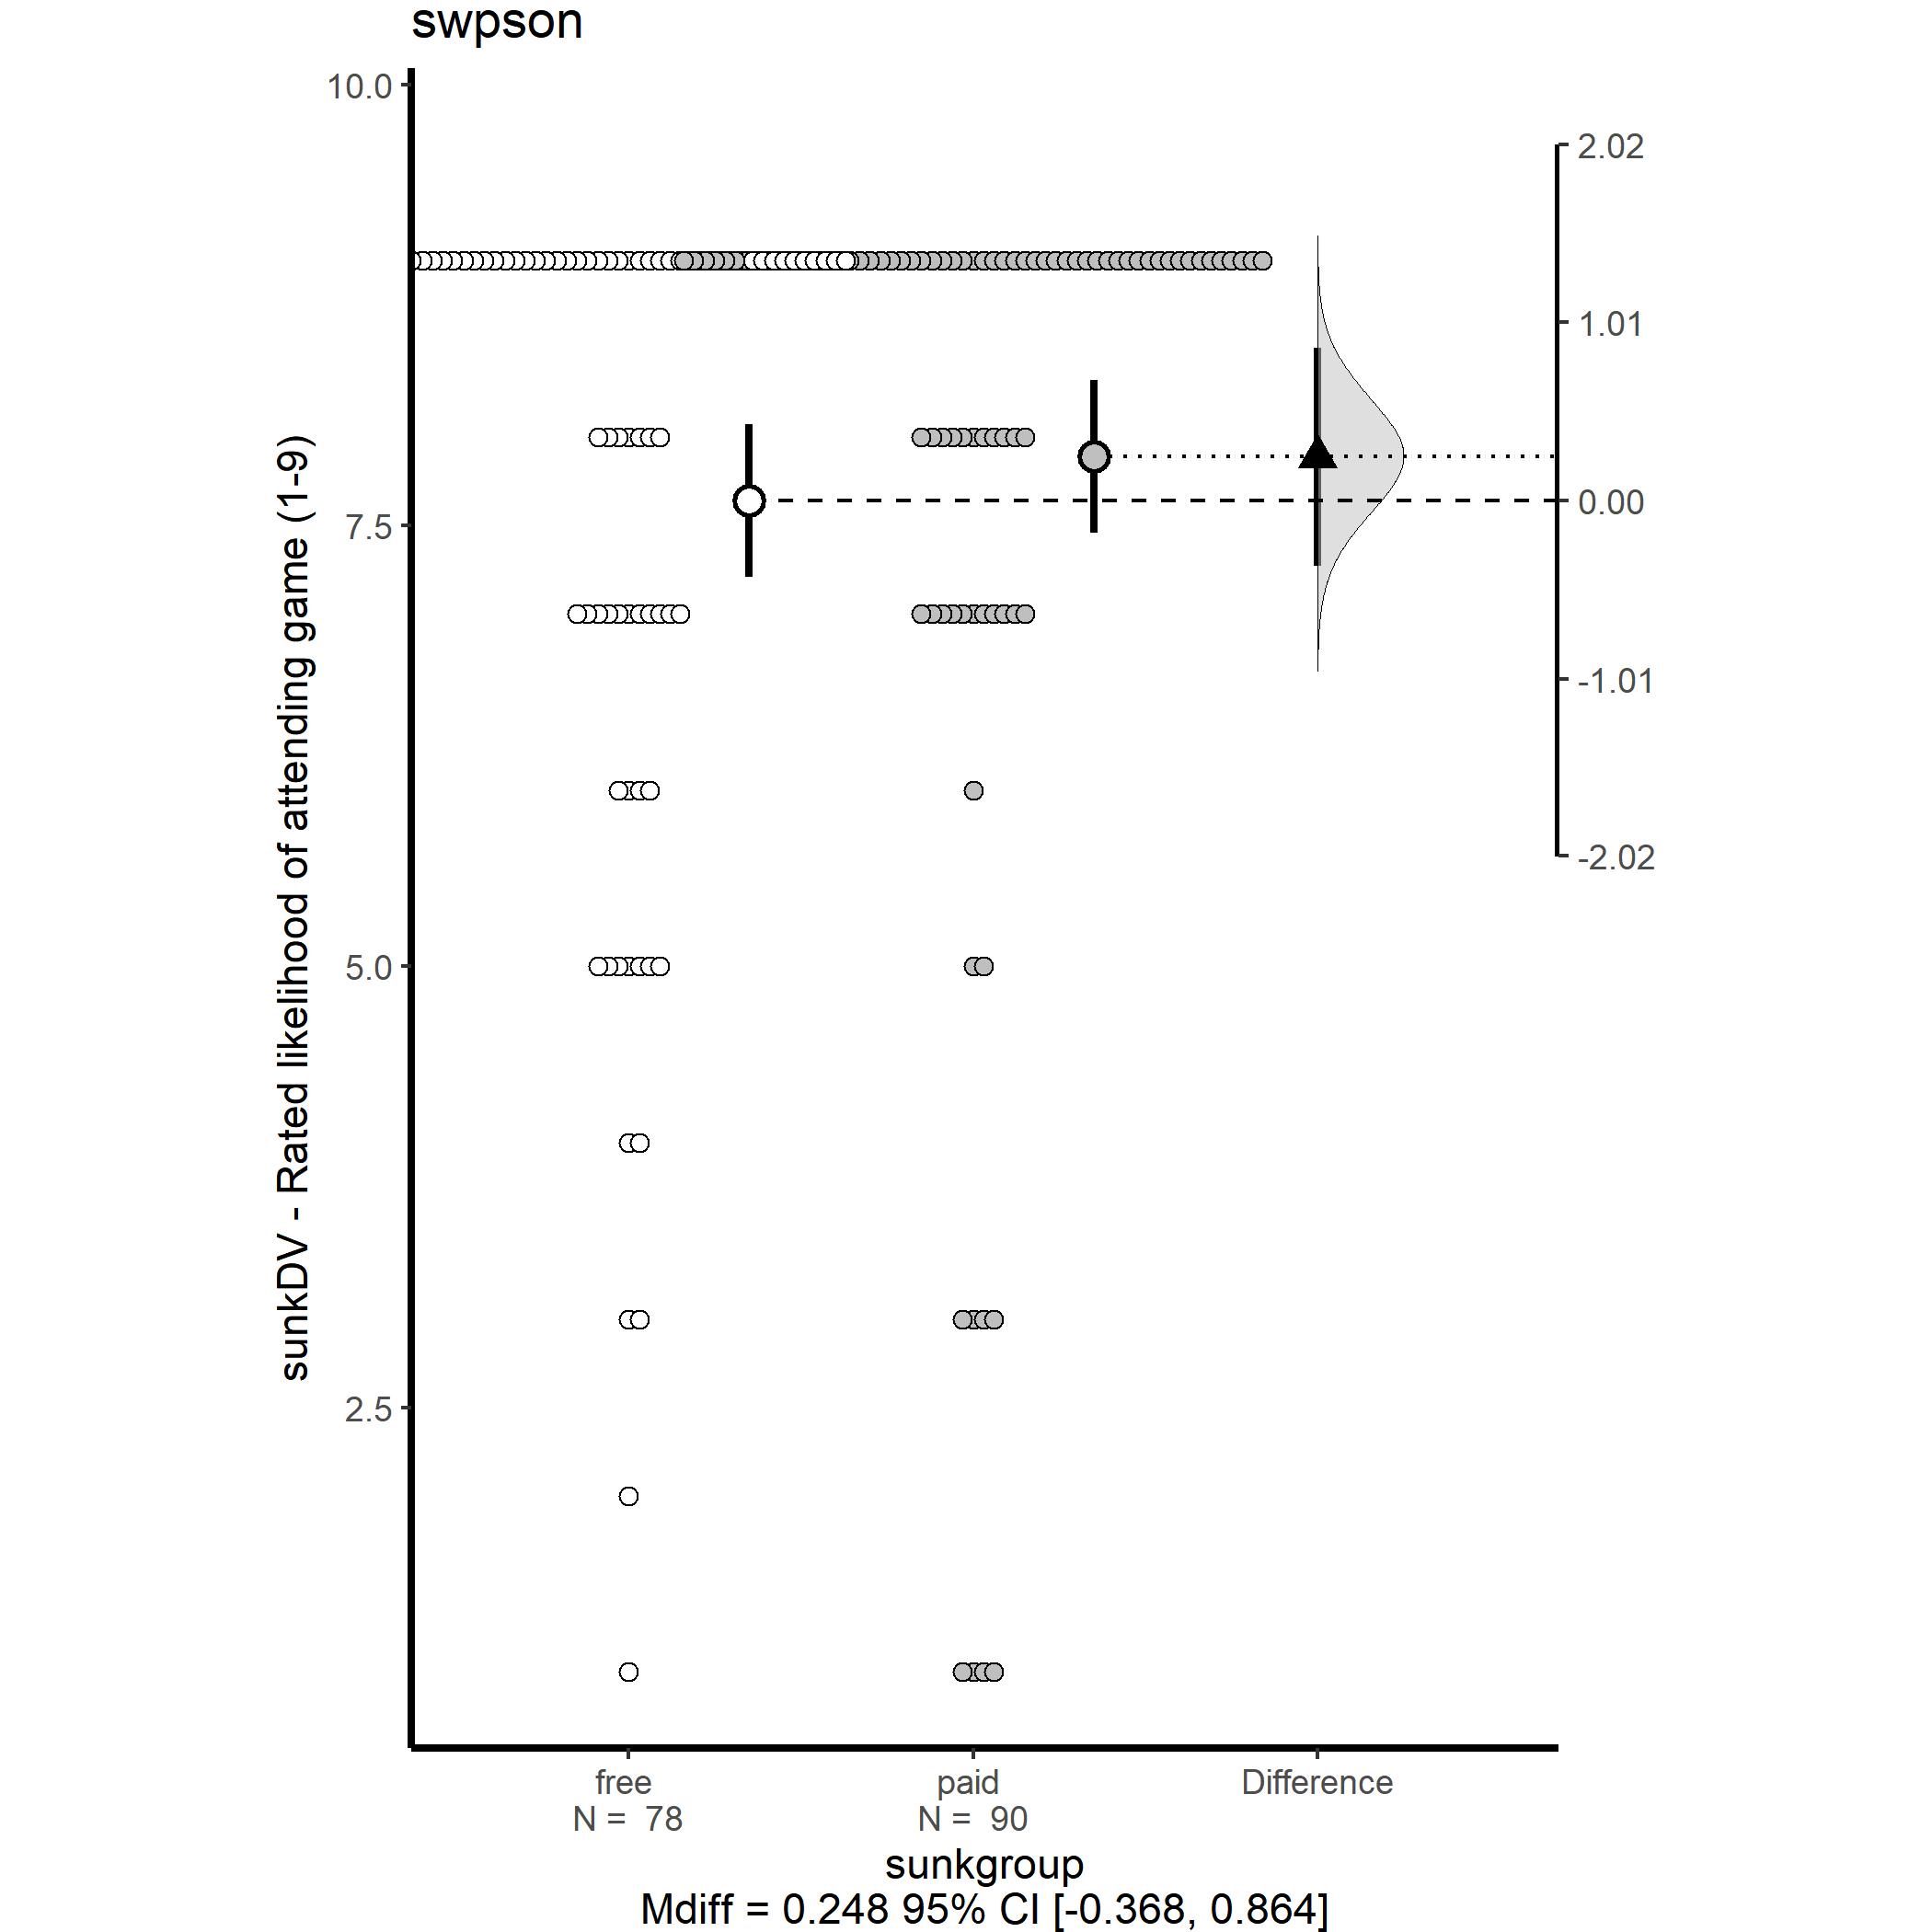 swpson
10.0
7.5
5.0
2.5
sunkDV - Rated likelihood of attending game (1-9)
2.02
1.01
0.00
-1.01
-2.02
free
N =  78
paid
N =  90
Difference
sunkgroup
Mdiff = 0.248 95% CI [-0.368, 0.864]